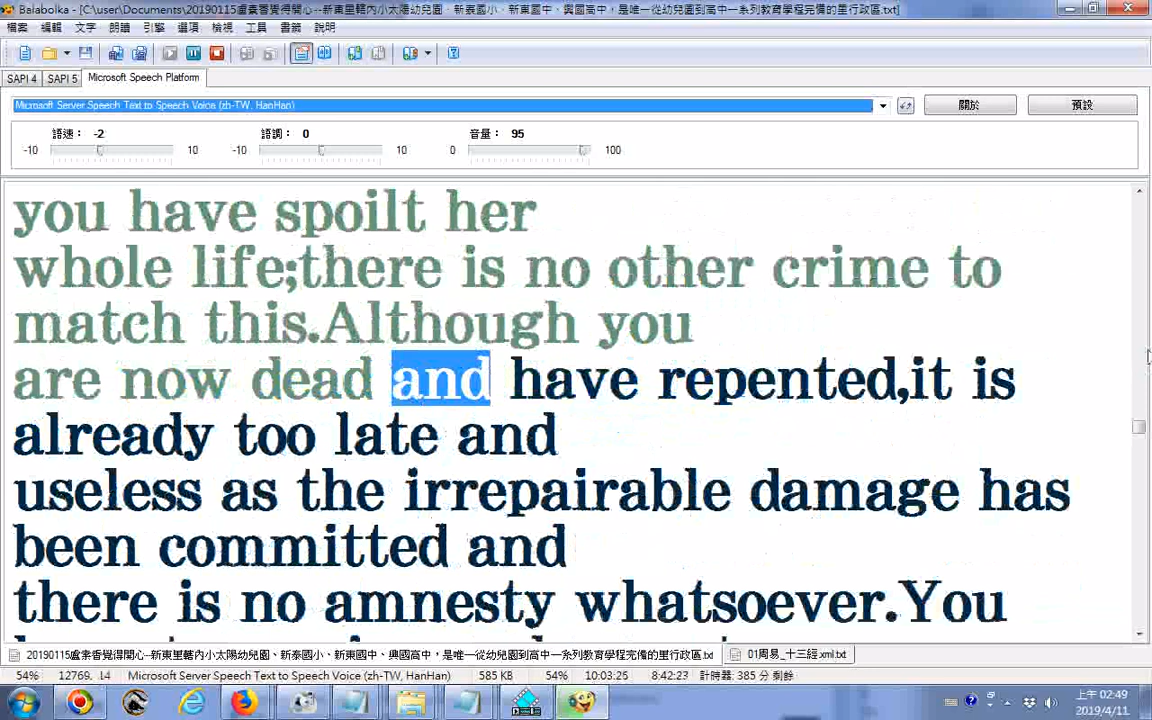 Balabolka - [C:\user\Documents\20190115盧素香覺得開心--新東里轄內小太陽幼兒園、新泰國小、新東國中、興國高中，是唯一從幼兒園到高中一系列教育學程完備的里行政區.txt]
檔案 編輯 文字 朗讀 引擎 選項 檢視 工具 書籤 說明
SAPI 4 SAPI 5 Microsoft Speech Platform
Microsoft Server Speech Text to Speech Voice (zh-TW, HanHan)
關於 預設
語速： -2 語調： 0 音量： 95
-10 10 -10 10 0 100
you have spoilt her
whole life;there is no other crime to
match this.Although you
are now dead and have repented,it is
already too late and
useless as the irrepairable damage has
been committed and
there is no amnesty whatsoever.You
20190115盧素香覺得開心--新東里轄內小太陽幼兒園、新泰國小、新東國中、興國高中，是唯一從幼兒園到高中一系列教育學程完備的里行政區.txt 01周易_十三經.xml.txt
54% 12769, 14 Microsoft Server Speech Text to Speech Voice (zh-TW, HanHan) 585 KB 54% 10:03:25 8:42:23 計時器: 385 分 剩餘
上午 02:49
2019/4/11